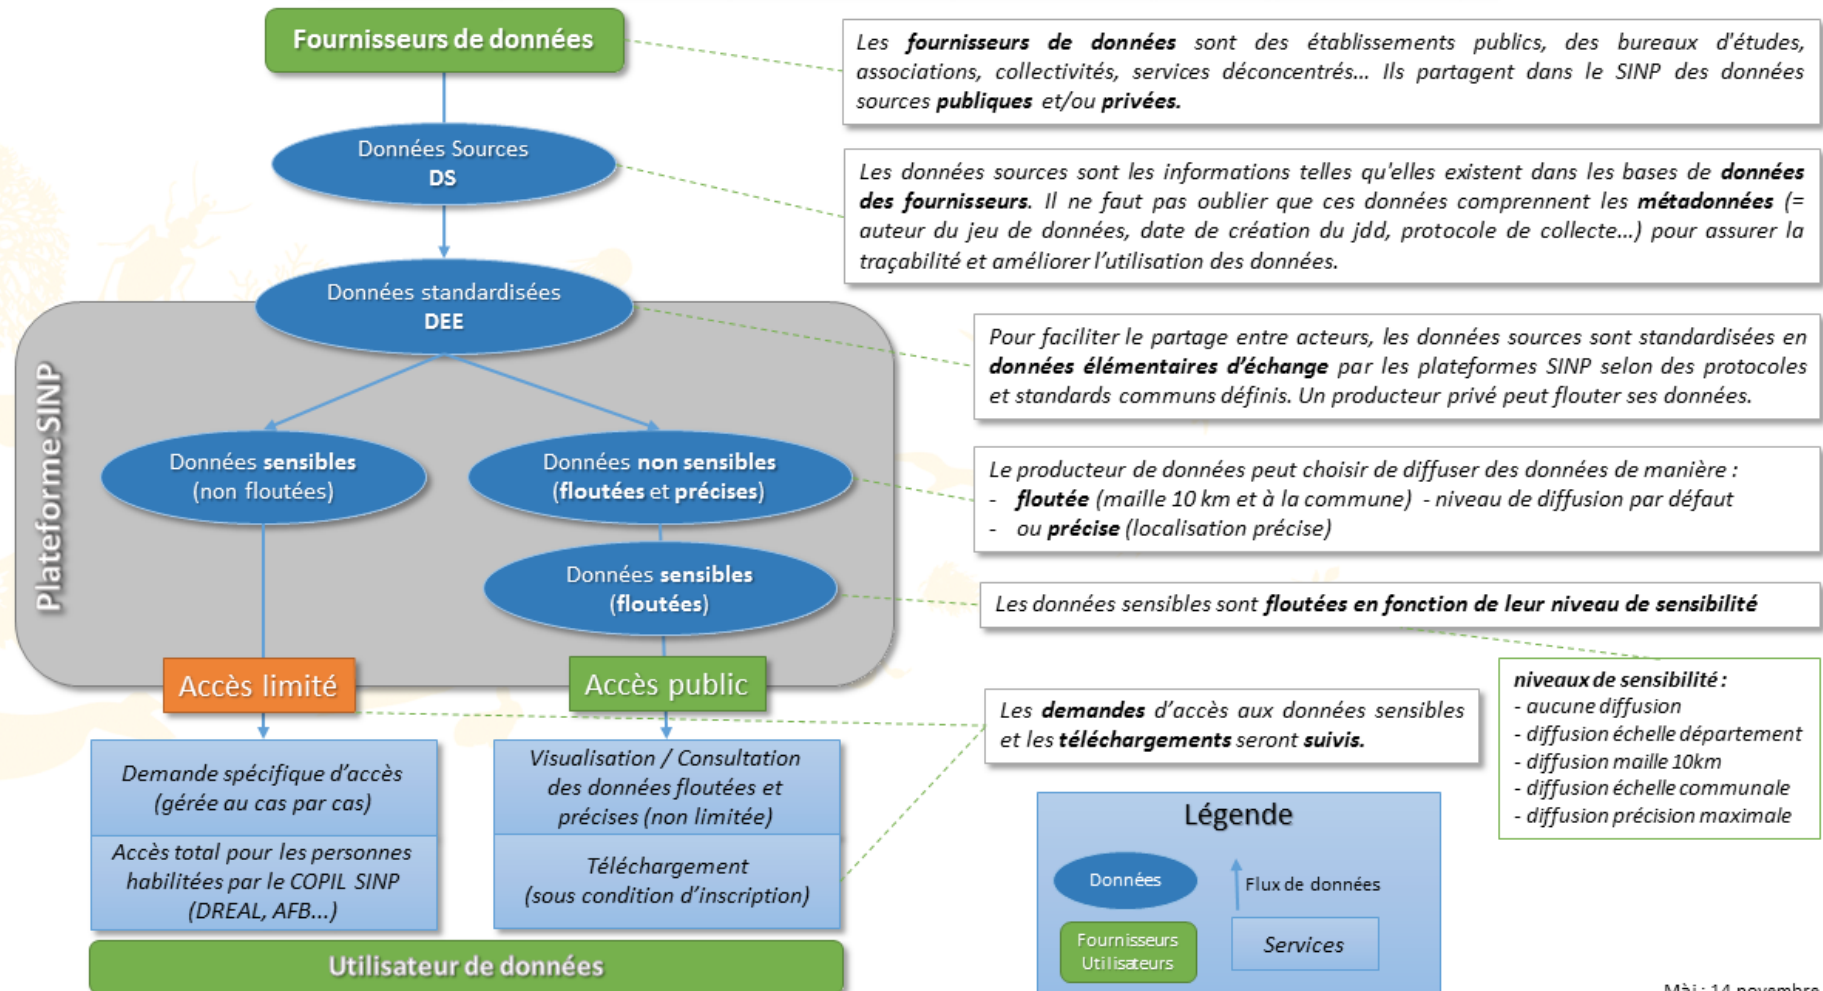 Fournisseurs de données
Les fournisseurs de données sont des établissements publics, des bureaux d'études,
associations, collectivités, services déconcentrés... Ils partagent dans le SINP des données
sources publiques et/ou privées.
Données Sources
DS
Les données sources sont les informations telles qu'elles existent dans les bases de données
des fournisseurs. Il ne faut pas oublier que ces données comprennent les métadonnées (=
auteur du jeu de données, date de création du jdd, protocole de collecte...) pour assurer la
traçabilité et améliorer l’utilisation des données.
Données standardisées
DEE
Pour faciliter le partage entre acteurs, les données sources sont standardisées en
données élémentaires d’échange par les plateformes SINP selon des protocoles
et standards communs définis. Un producteur privé peut flouter ses données.
Plateforme SINP
Données sensibles
(non floutées)
Données non sensibles
(floutées et précises)
Le producteur de données peut choisir de diffuser des données de manière :
- floutée (maille 10 km et à la commune) - niveau de diffusion par défaut
- ou précise (localisation précise)
Données sensibles
(floutées)
Les données sensibles sont floutées en fonction de leur niveau de sensibilité
niveaux de sensibilité :
- aucune diffusion
- diffusion échelle département
- diffusion maille 10km
- diffusion échelle communale
- diffusion précision maximale
Accès limité
Accès public
Les demandes d’accès aux données sensibles
et les téléchargements seront suivis.
Demande spécifique d’accès
(gérée au cas par cas)
Accès total pour les personnes
habilitées par le COPIL SINP
(DREAL, AFB...)
Visualisation / Consultation
des données floutées et
précises (non limitée)
Téléchargement
(sous condition d’inscription)
Utilisateur de données
Légende
Données
Flux de données
Fournisseurs
Utilisateurs
Services
Màj : 14 novembre